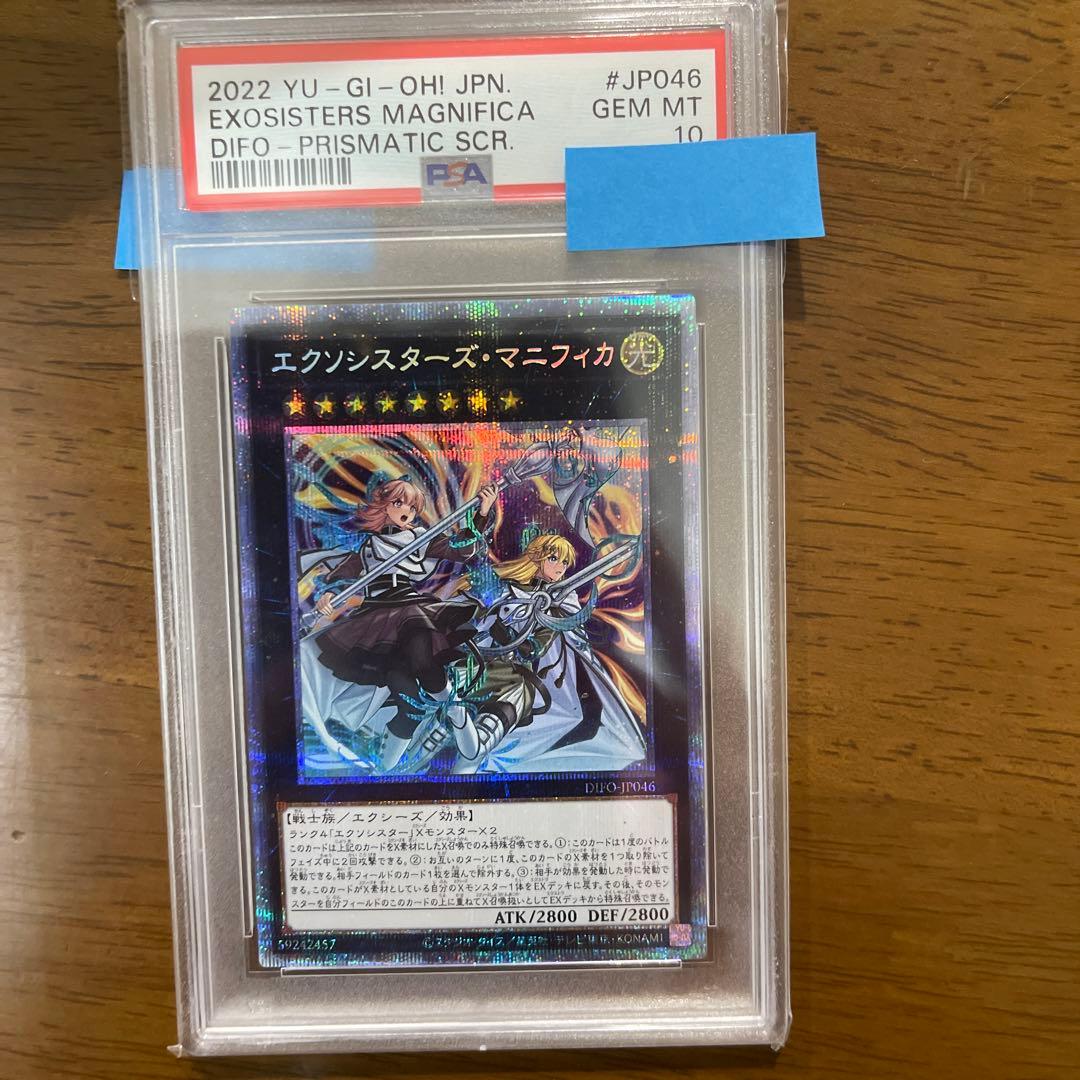 2022 YU-GI-OH! JPN.
#JP046
EXOSISTERS MAGNIFICA
GEM MT
DIFO-PRISMATIC SCR.
10
PSA
エクソシスターズ・マニフィカ
光
DIFO-JP046
【戦士族/エクシーズ/効果】
ランク4「エクソシスター」Xモンスター×2
このカードは上記のカードをX素材にしたX召喚でのみ特殊召喚できる。①:このカードは1度のバトル
フェイズ中に2回攻撃できる。②:お互いのターンに1度、このカードのX素材を1つ取り除いて
発動できる。相手フィールドのカード1枚を選んで除外する。③:相手が効果を発動した時に発動で
きる。このカードがX素材としている自分のXモンスター1体をEXデッキに戻す。その後、そのモン
スターを自分フィールドのこのカードの上に重ねてX召喚扱いとしてEXデッキから特殊召喚できる。
ATK/2800 DEF/2800
59242457
KONAMI